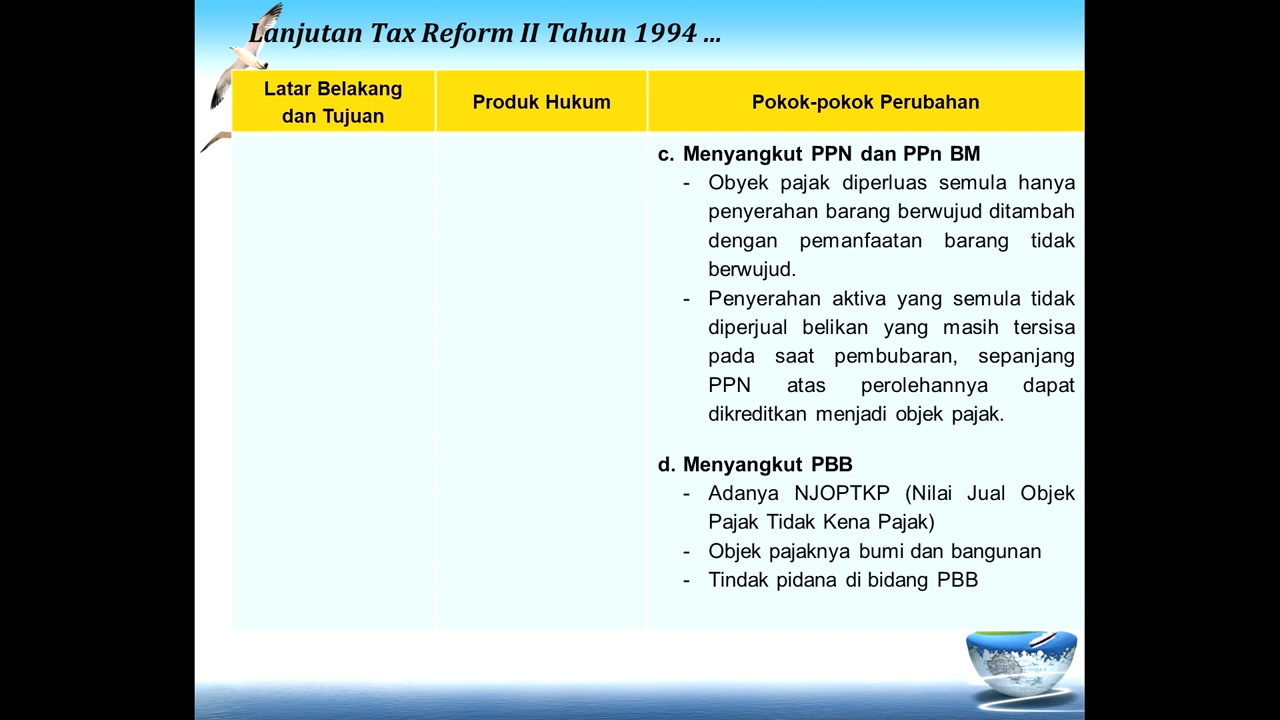 Lanjutan Tax Reform II Tahun 1994 ...
Latar Belakang
dan Tujuan
Produk Hukum
Pokok-pokok Perubahan
c. Menyangkut PPN dan PPn BM
- Obyek pajak diperluas semula hanya
penyerahan barang berwujud ditambah
dengan pemanfaatan barang tidak
berwujud.
- Penyerahan aktiva yang semula tidak
diperjual belikan yang masih tersisa
pada saat pembubaran, sepanjang
PPN atas perolehannya dapat
dikreditkan menjadi objek pajak.
d. Menyangkut PBB
- Adanya NJOPTKP (Nilai Jual Objek
Pajak Tidak Kena Pajak)
- Objek pajaknya bumi dan bangunan
- Tindak pidana di bidang PBB